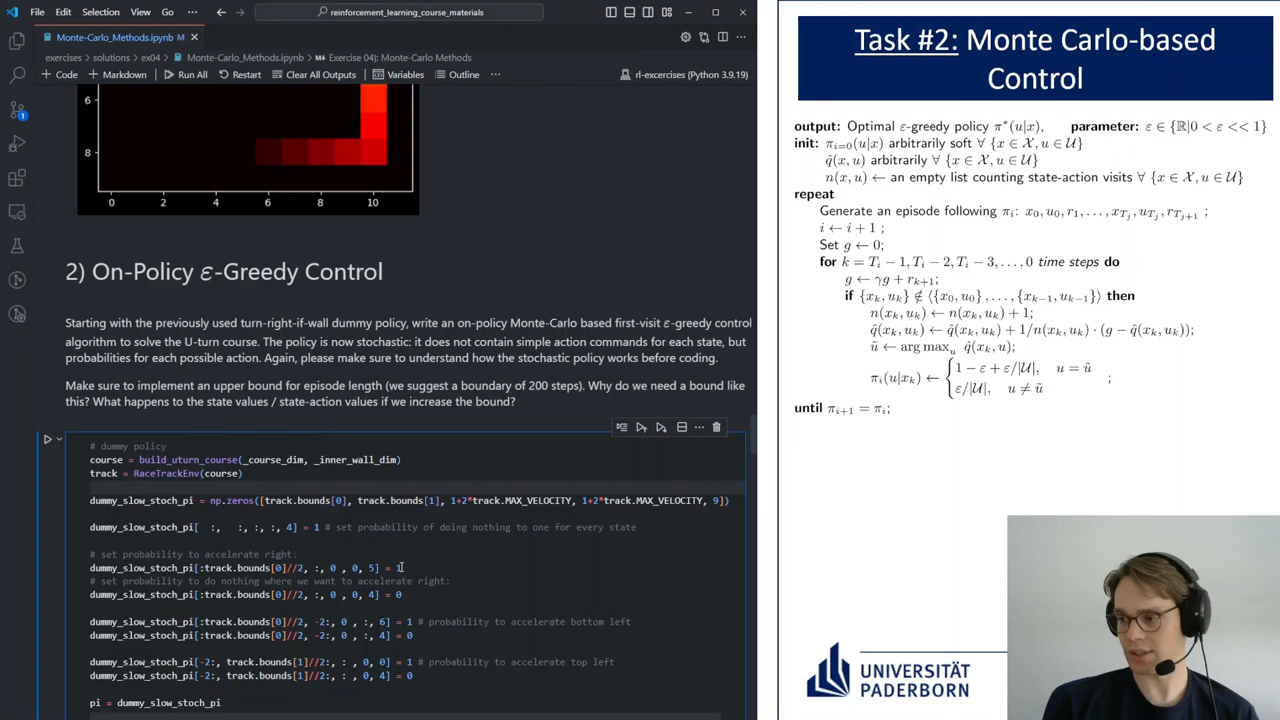 File Edit Selection View Go ··· ← → reinforcement_learning_course_materials
Monte-Carlo_Methods.ipynb M ×
exercises > solutions > ex04 > Monte-Carlo_Methods.ipynb > Exercise 04): Monte-Carlo Methods
+ Code + Markdown Run All Restart Clear All Outputs Variables Outline ··· rl-excercises (Python 3.9.19)
6
8
0 2 4 6 8 10
1
2) On-Policy ε-Greedy Control
Starting with the previously used turn-right-if-wall dummy policy, write an on-policy Monte-Carlo based first-visit ε-greedy control
algorithm to solve the U-turn course. The policy is now stochastic: it does not contain simple action commands for each state, but
probabilities for each possible action. Again, please make sure to understand how the stochastic policy works before coding.
Make sure to implement an upper bound for episode length (we suggest a boundary of 200 steps). Why do we need a bound like
this? What happens to the state values / state-action values if we increase the bound?
# dummy policy
course = build_uturn_course(_course_dim, _inner_wall_dim)
track = RaceTrackEnv(course)
dummy_slow_stoch_pi = np.zeros([track.bounds[0], track.bounds[1], 1+2*track.MAX_VELOCITY, 1+2*track.MAX_VELOCITY, 9])
dummy_slow_stoch_pi[ :, :, :, :, 4] = 1 # set probability of doing nothing to one for every state
# set probability to accelerate right:
dummy_slow_stoch_pi[:track.bounds[0]//2, :, 0 , 0, 5] = 1
# set probability to do nothing where we want to accelerate right:
dummy_slow_stoch_pi[:track.bounds[0]//2, :, 0 , 0, 4] = 0
dummy_slow_stoch_pi[:track.bounds[0]//2, -2:, 0 , :, 6] = 1 # probability to accelerate bottom left
dummy_slow_stoch_pi[:track.bounds[0]//2, -2:, 0 , :, 4] = 0
dummy_slow_stoch_pi[-2:, track.bounds[1]//2:, : , 0, 0] = 1 # probability to accelerate top left
dummy_slow_stoch_pi[-2:, track.bounds[1]//2:, : , 0, 4] = 0
pi = dummy_slow_stoch_pi
Task #2: Monte Carlo-based
Control
output: Optimal ε-greedy policy π*(u|x), parameter: ε ∈ {ℝ|0 < ε << 1}
init: π_{i=0}(u|x) arbitrarily soft ∀ {x ∈ 𝒳, u ∈ 𝒰}
q̂(x, u) arbitrarily ∀ {x ∈ 𝒳, u ∈ 𝒰}
n(x, u) ← an empty list counting state-action visits ∀ {x ∈ 𝒳, u ∈ 𝒰}
repeat
Generate an episode following π_i: x_0, u_0, r_1, . . . , x_{T_j}, u_{T_j}, r_{T_j+1} ;
i ← i + 1 ;
Set g ← 0;
for k = T_i − 1, T_i − 2, T_i − 3, . . . , 0 time steps do
g ← γg + r_{k+1};
if {x_k, u_k} ∉ ⟨{x_0, u_0} , . . . , {x_{k−1}, u_{k−1}}⟩ then
n(x_k, u_k) ← n(x_k, u_k) + 1;
q̂(x_k, u_k) ← q̂(x_k, u_k) + 1/n(x_k, u_k) · (g − q̂(x_k, u_k));
ũ ← arg max_u q̂(x_k, u);
π_i(u|x_k) ← { 1 − ε + ε/|𝒰|, u = ũ
ε/|𝒰|, u ≠ ũ ;
until π_{i+1} = π_i;
UNIVERSITÄT
PADERBORN